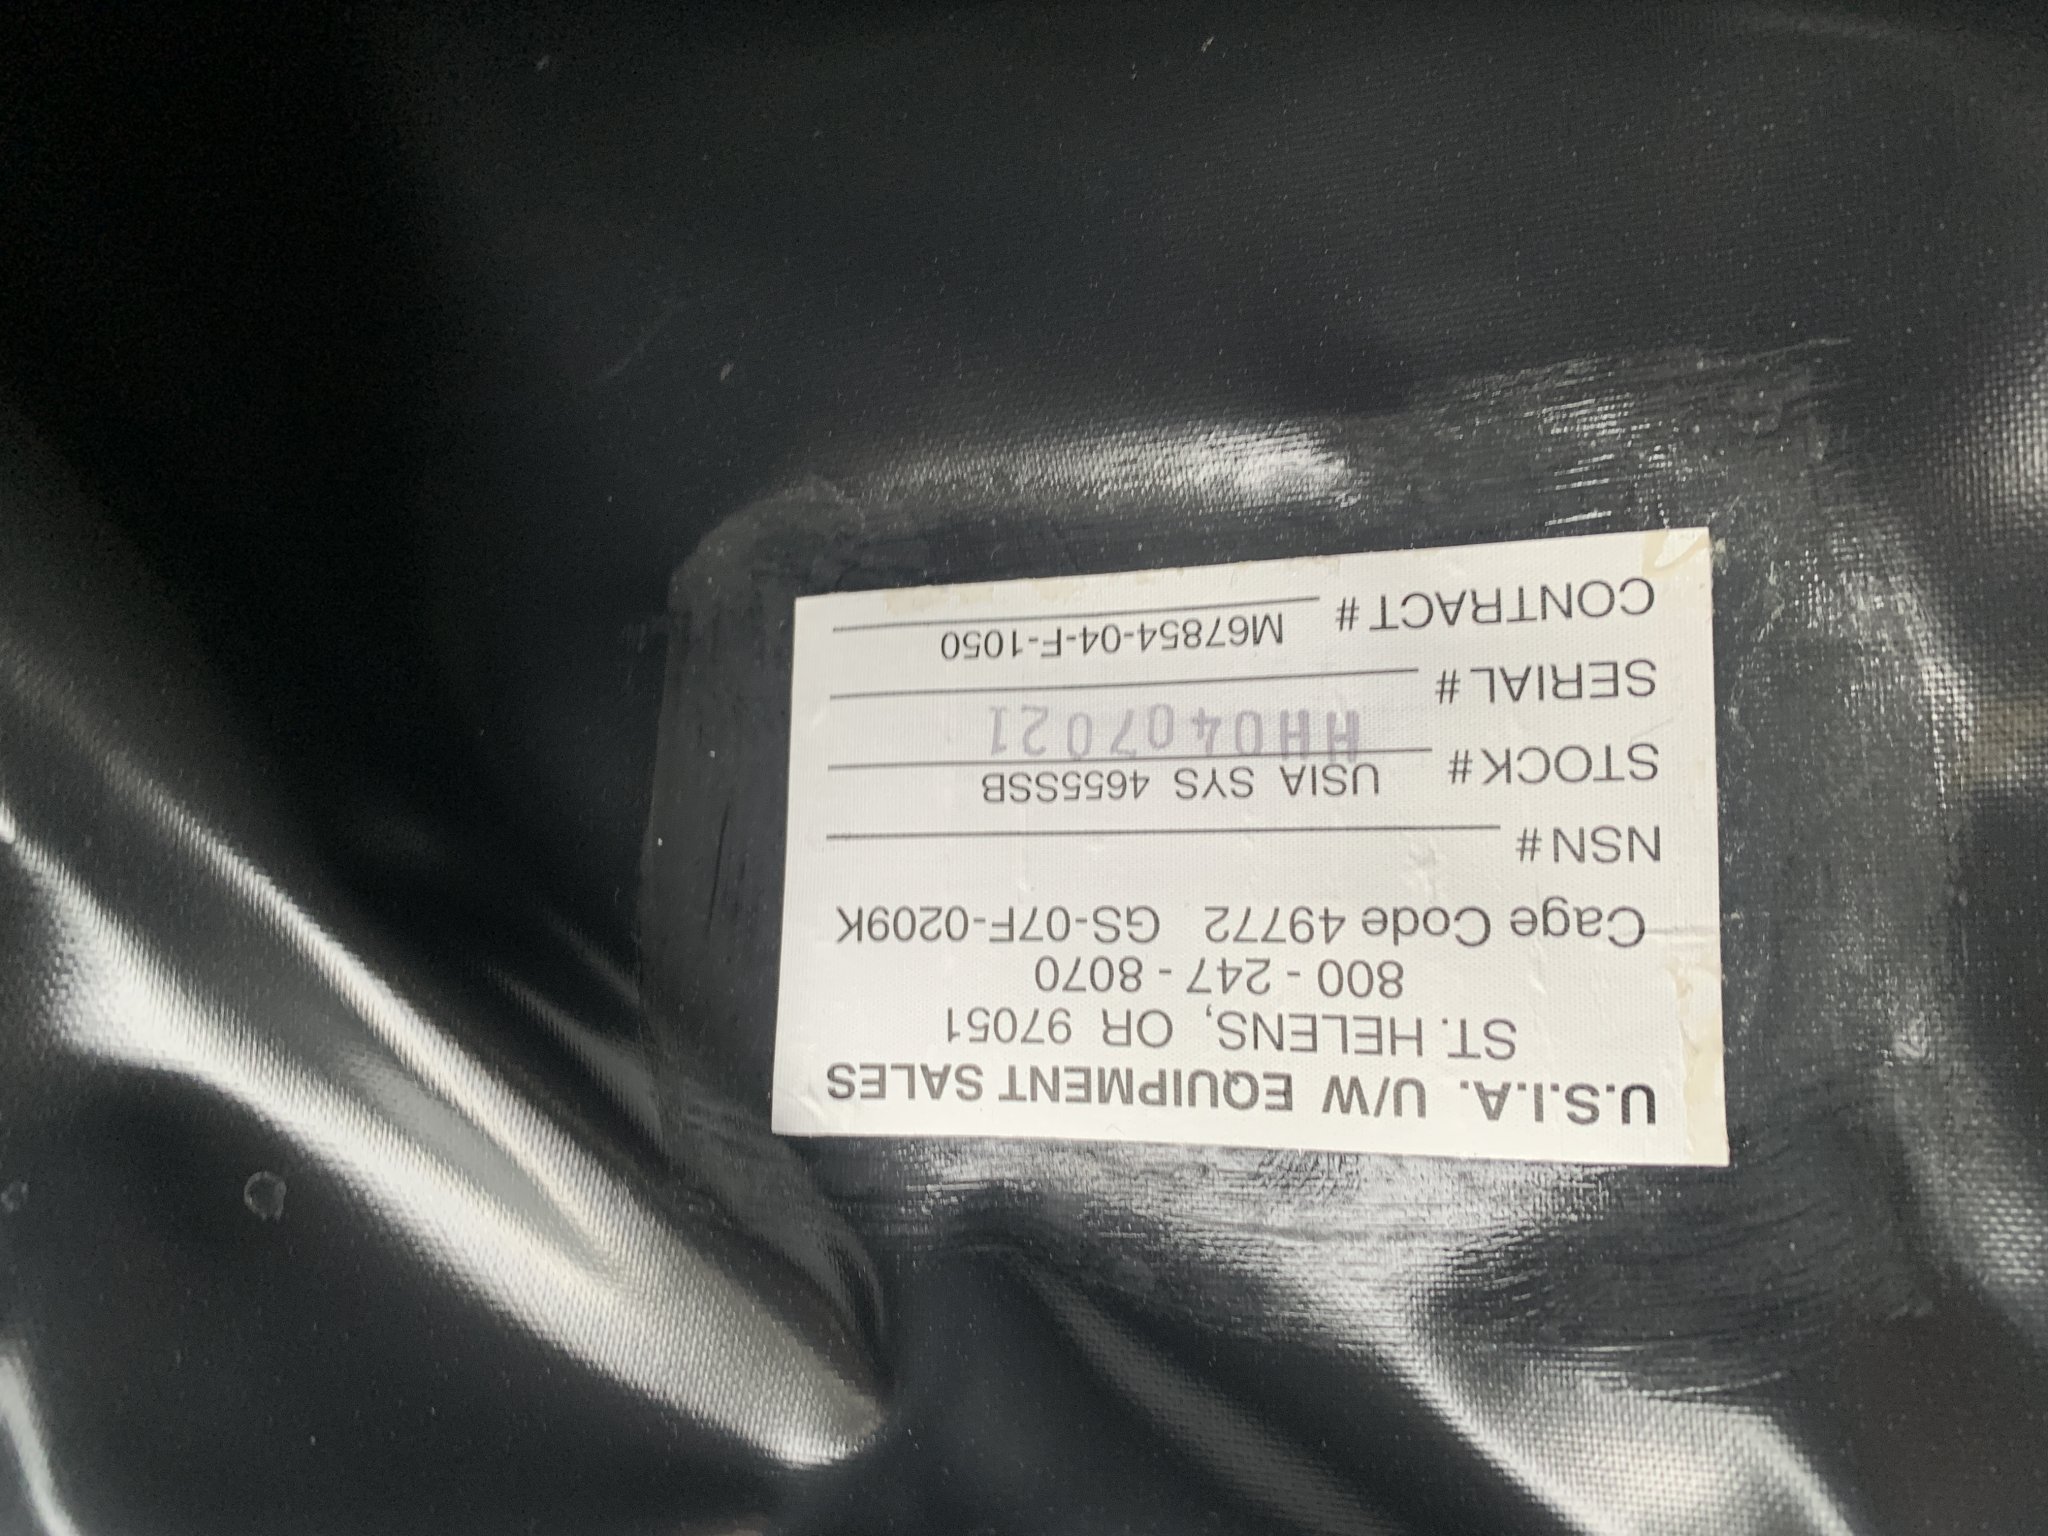 U.S.I.A. U/W EQUIPMENT SALES
ST. HELENS, OR 97051
800 - 247 - 8070
Cage Code 49772 GS-07F-0209K
NSN #
STOCK# USIA SYS 4655SSB
SERIAL # HH0407021
CONTRACT # M67854-04-F-1050